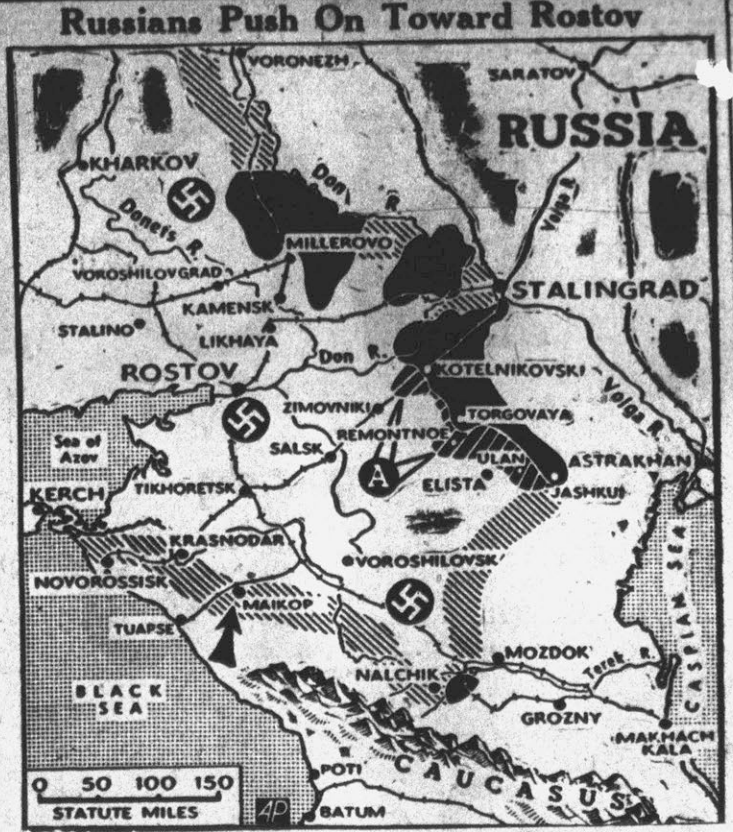 Russians Push On Toward Rostov
VORONEZH
SARATOV
RUSSIA
KHARKOV
Don R.
Volga R.
Donets R.
MILLEROVO
VOROSHILOVGRAD
STALINGRAD
KAMENSK
STALINO
LIKHAYA
Don R.
ROSTOV
KOTELNIKOVSKI
Volga R.
ZIMOVNIKI
TORGOVAYA
Sea of
Azov
REMONTNOE
SALSK
ULAN
A
ASTRAKHAN
ELISTA
KERCH
TIKHORETSK
JASHKUL
KRASNODAR
VOROSHILOVSK
NOVOROSSISK
MAIKOP
CASPIAN SEA
TUAPSE
MOZDOK
Terek R.
BLACK
SEA
NALCHIK
GROZNY
MAKHACH
KALA
CAUCASUS
POTI
0 50 100 150
STATUTE MILES
AP
BATUM